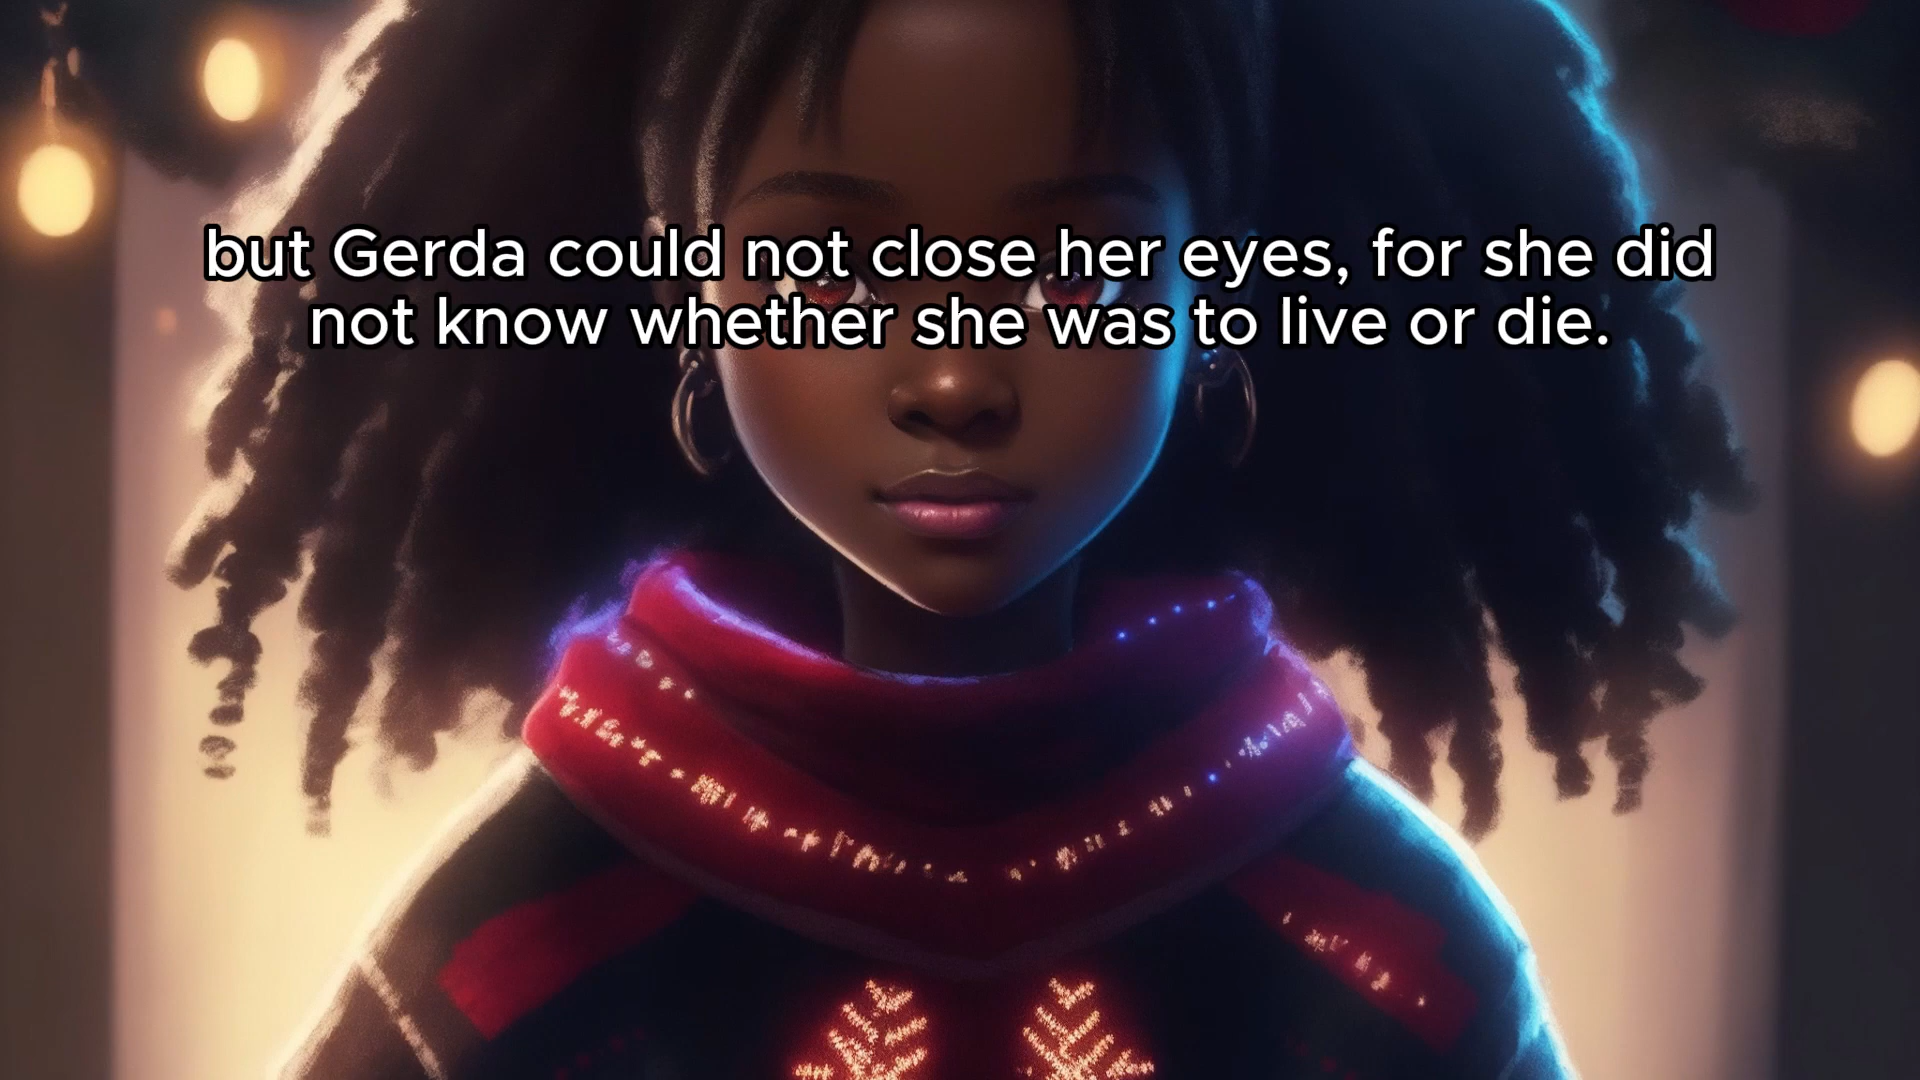 but Gerda could not close her eyes, for she did
not know whether she was to live or die.